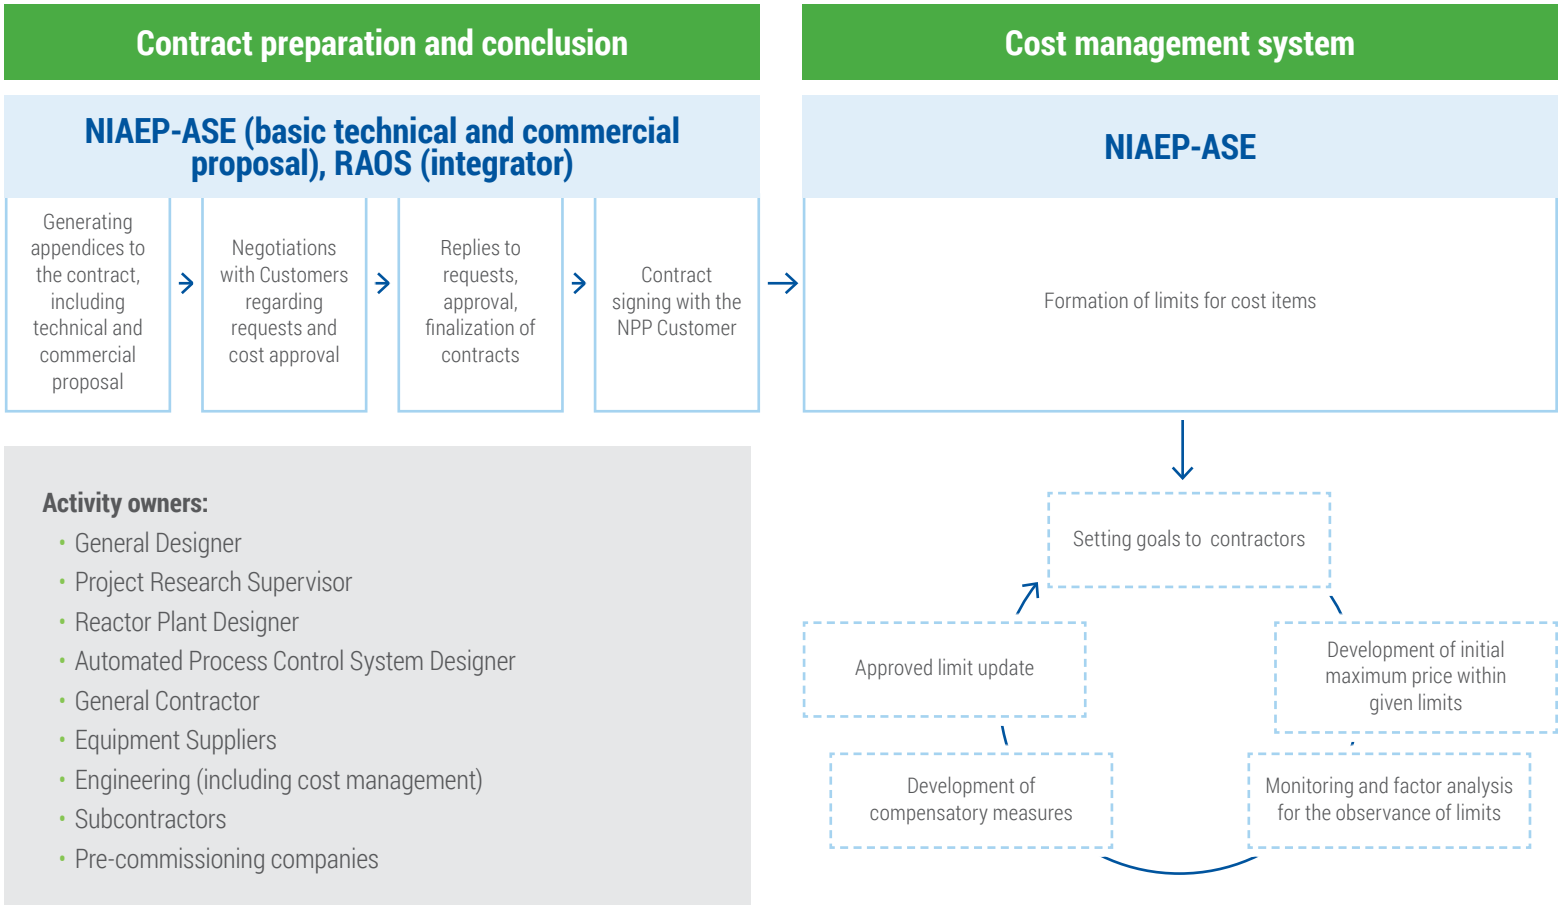 Contract preparation and conclusion
NIAEP-ASE (basic technical and commercial
proposal), RAOS (integrator)
Generating
appendices to
the contract,
including
technical and
commercial
proposal
Negotiations
with Customers
regarding
requests and
cost approval
Replies to
requests,
approval,
finalization of
contracts
Contract
signing with the
NPP Customer
Cost management system
NIAEP-ASE
Formation of limits for cost items
Setting goals to contractors
Development of initial
maximum price within
given limits
Monitoring and factor analysis
for the observance of limits
Development of
compensatory measures
Approved limit update
Activity owners:
• General Designer
• Project Research Supervisor
• Reactor Plant Designer
• Automated Process Control System Designer
• General Contractor
• Equipment Suppliers
• Engineering (including cost management)
• Subcontractors
• Pre-commissioning companies